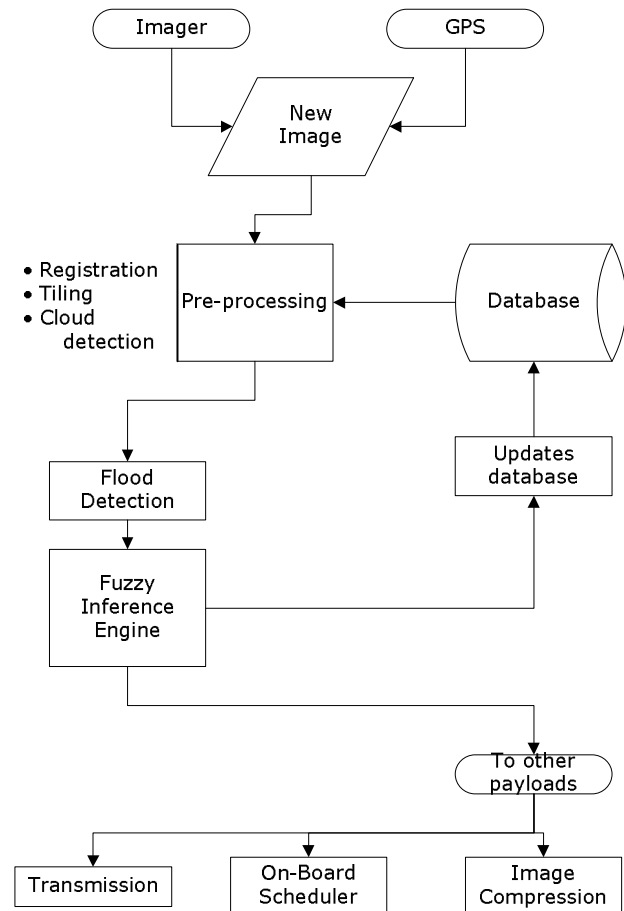 Imager
GPS
New
Image
• Registration
• Tiling
• Cloud
detection
Pre-processing
Database
Updates
database
Flood
Detection
Fuzzy
Inference
Engine
To other
payloads
Transmission
On-Board
Scheduler
Image
Compression